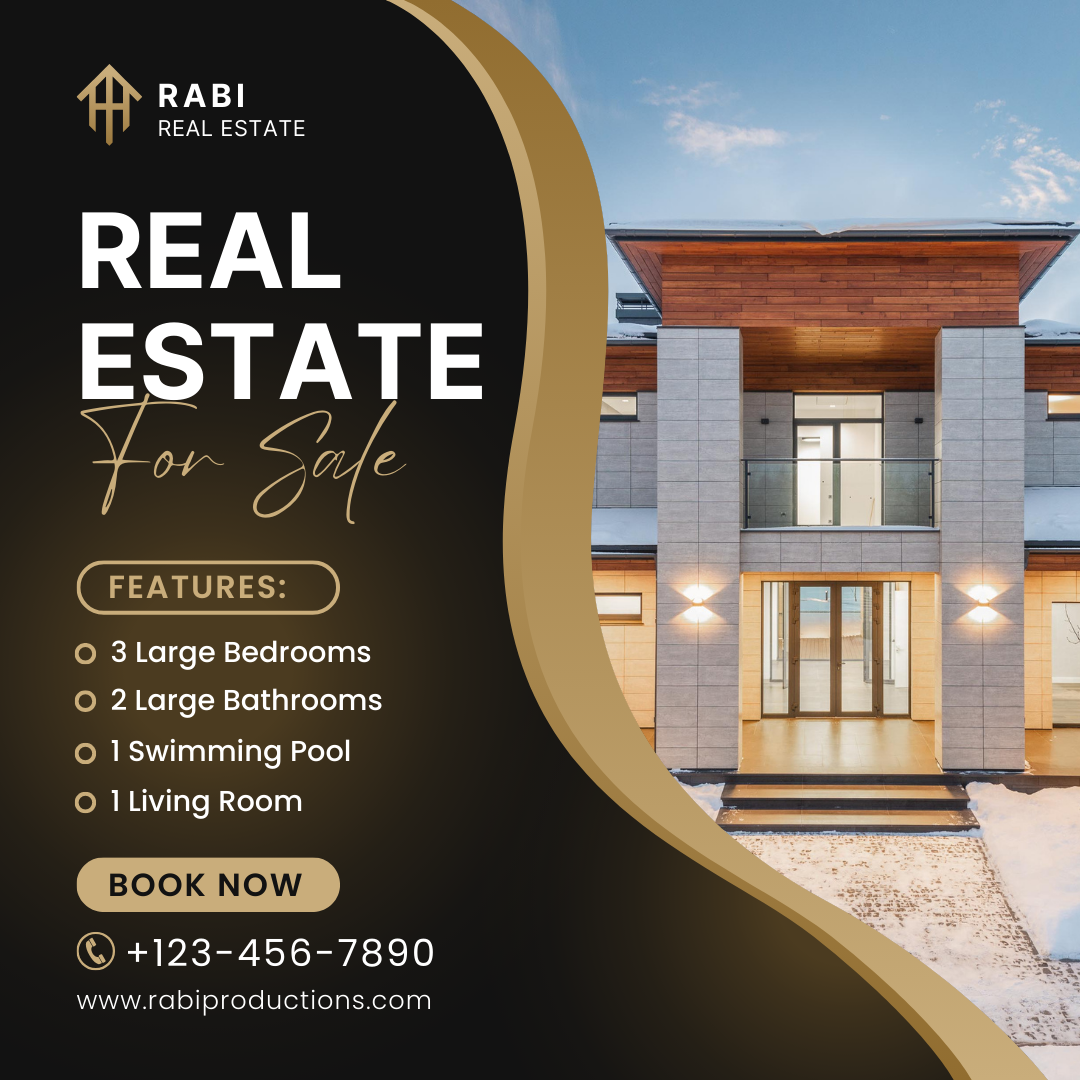 RABI
REAL ESTATE
REAL
ESTATE
For Sale
FEATURES:
3 Large Bedrooms
2 Large Bathrooms
1 Swimming Pool
1 Living Room
BOOK NOW
+123-456-7890
www.rabiproductions.com